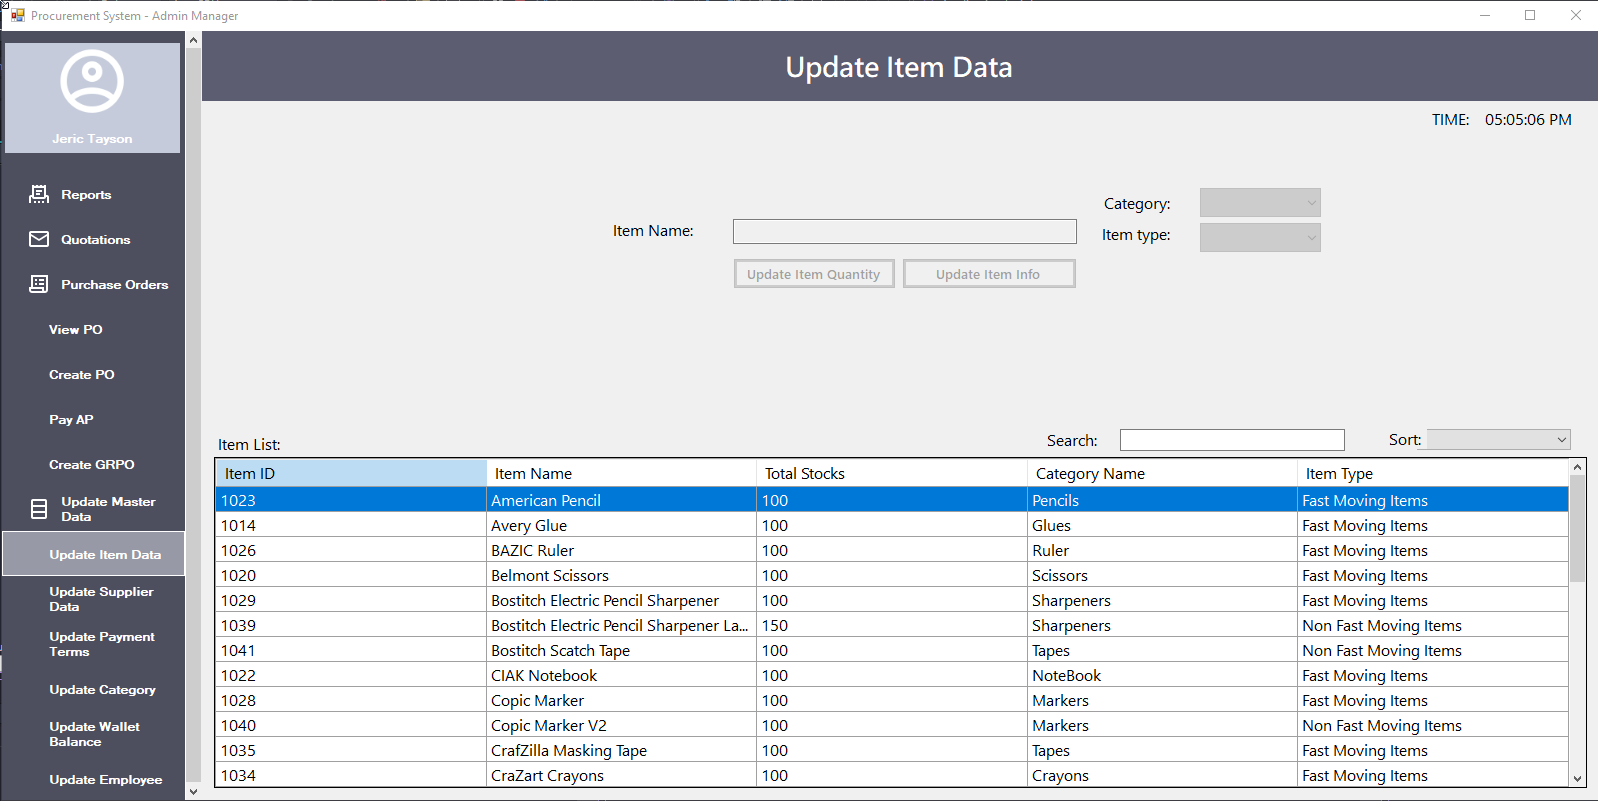 Procurement System - Admin Manager
Jeric Tayson
Reports
Quotations
Purchase Orders
View PO
Create PO
Pay AP
Create GRPO
Update Master
Data
Update Item Data
Update Supplier
Data
Update Payment
Terms
Update Category
Update Wallet
Balance
Update Employee
Update Item Data
TIME: 05:05:06 PM
Category:
Item Name:
Item type:
Update Item Quantity Update Item Info
Item List: Search: Sort:
Item ID Item Name Total Stocks Category Name Item Type
1023 American Pencil 100 Pencils Fast Moving Items
1014 Avery Glue 100 Glues Fast Moving Items
1026 BAZIC Ruler 100 Ruler Fast Moving Items
1020 Belmont Scissors 100 Scissors Fast Moving Items
1029 Bostitch Electric Pencil Sharpener 100 Sharpeners Fast Moving Items
1039 Bostitch Electric Pencil Sharpener La... 150 Sharpeners Non Fast Moving Items
1041 Bostitch Scatch Tape 100 Tapes Non Fast Moving Items
1022 CIAK Notebook 100 NoteBook Fast Moving Items
1028 Copic Marker 100 Markers Fast Moving Items
1040 Copic Marker V2 100 Markers Non Fast Moving Items
1035 CrafZilla Masking Tape 100 Tapes Fast Moving Items
1034 CraZart Crayons 100 Crayons Fast Moving Items